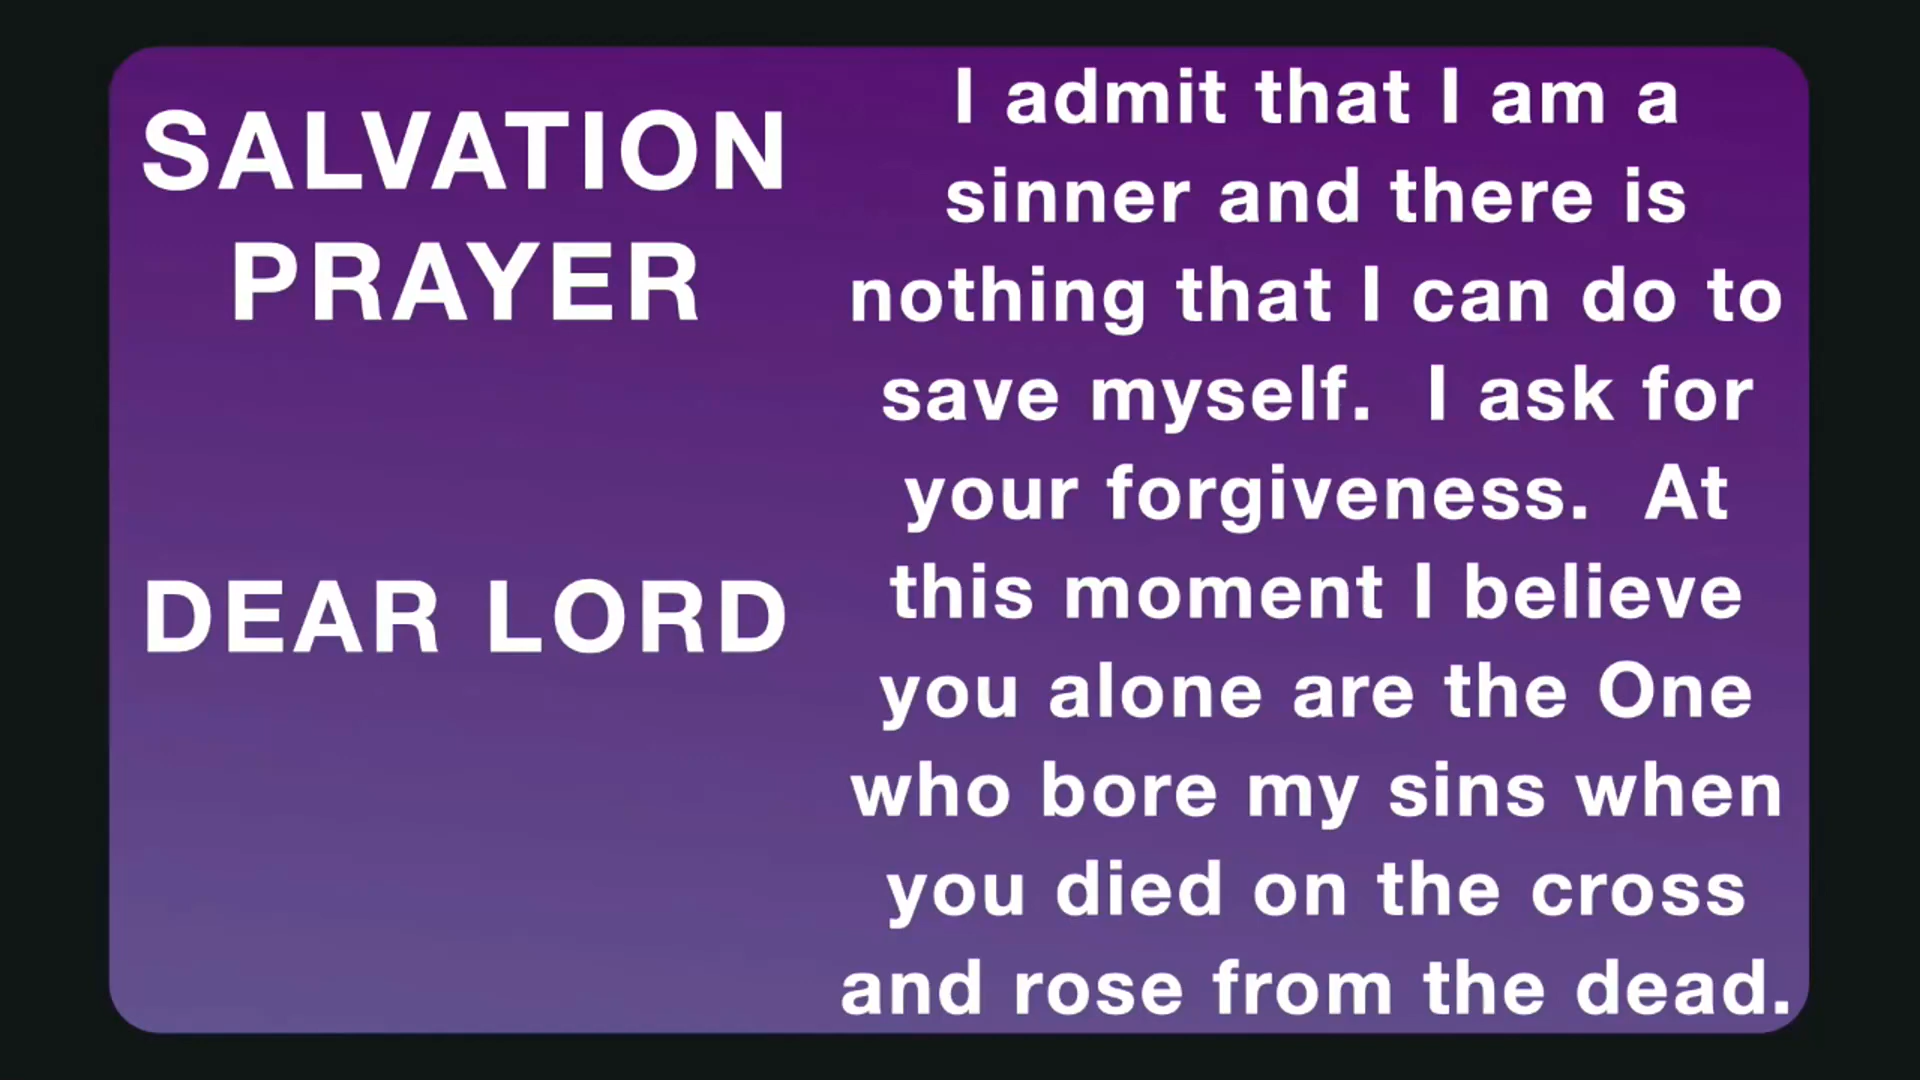 SALVATION
PRAYER
DEAR LORD
I admit that I am a
sinner and there is
nothing that I can do to
save myself.  I ask for
your forgiveness.  At
this moment I believe
you alone are the One
who bore my sins when
you died on the cross
and rose from the dead.